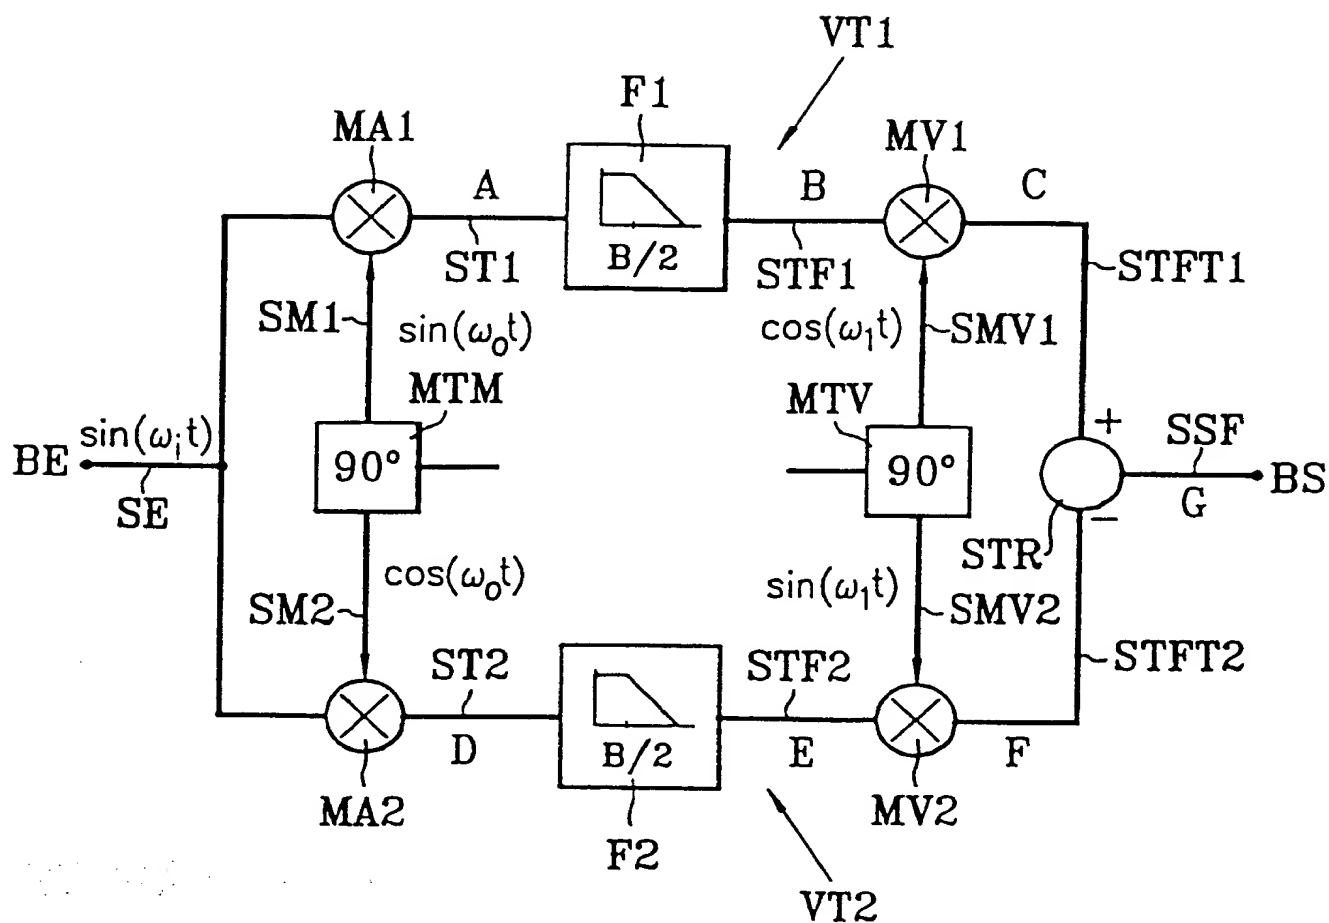 VT1
F1
MA1
MV1
A
B
C
ST1
B/2
STF1
STFT1
SM1
sin(ω₀t)
cos(ω₁t)
SMV1
MTM
MTV
BE
sin(ωᵢt)
90°
90°
+
SSF
BS
SE
G
−
STR
cos(ω₀t)
sin(ω₁t)
SM2
SMV2
ST2
STF2
STFT2
D
B/2
E
F
MA2
MV2
F2
VT2